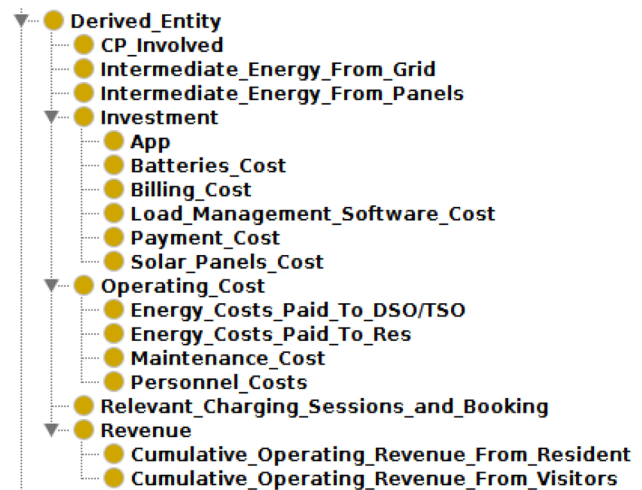 Derived_Entity
CP_Involved
Intermediate_Energy_From_Grid
Intermediate_Energy_From_Panels
Investment
App
Batteries_Cost
Billing_Cost
Load_Management_Software_Cost
Payment_Cost
Solar_Panels_Cost
Operating_Cost
Energy_Costs_Paid_To_DSO/TSO
Energy_Costs_Paid_To_Res
Maintenance_Cost
Personnel_Costs
Relevant_Charging_Sessions_and_Booking
Revenue
Cumulative_Operating_Revenue_From_Resident
Cumulative_Operating_Revenue_From_Visitors